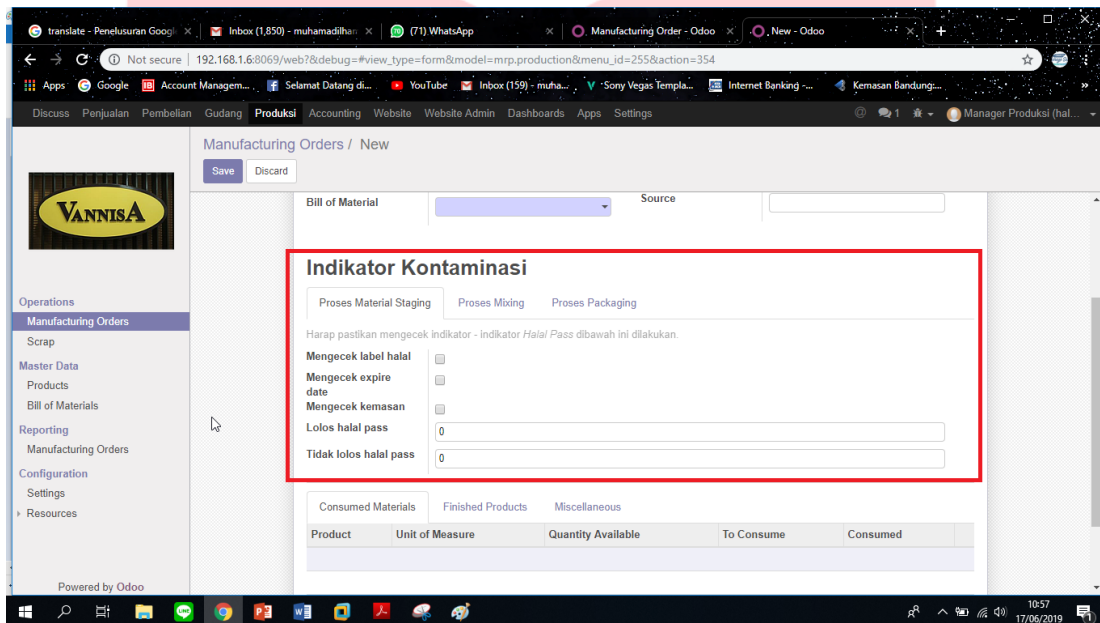 translate - Penelusuran Googl
Inbox (1,850) - muhamadilhan
(71) WhatsApp
Manufacturing Order - Odoo
New - Odoo
Not secure | 192.168.1.6:8069/web?&debug=#view_type=form&model=mrp.production&menu_id=255&action=354
Apps Google Account Managem... Selamat Datang di... YouTube Inbox (159) - muha... Sony Vegas Templa... Internet Banking -... Kemasan Bandung:... »
Discuss Penjualan Pembelian Gudang Produksi Accounting Website Website Admin Dashboards Apps Settings @ 1 Manager Produksi (hal...
Manufacturing Orders / New
Save Discard
VANNISA
Operations
Manufacturing Orders
Scrap
Master Data
Products
Bill of Materials
Reporting
Manufacturing Orders
Configuration
Settings
Resources
Powered by Odoo
Bill of Material
Source
Indikator Kontaminasi
Proses Material Staging Proses Mixing Proses Packaging
Harap pastikan mengecek indikator - indikator Halal Pass dibawah ini dilakukan.
Mengecek label halal
Mengecek expire
date
Mengecek kemasan
Lolos halal pass 0
Tidak lolos halal pass 0
Consumed Materials Finished Products Miscellaneous
Product Unit of Measure Quantity Available To Consume Consumed
10:57
17/06/2019